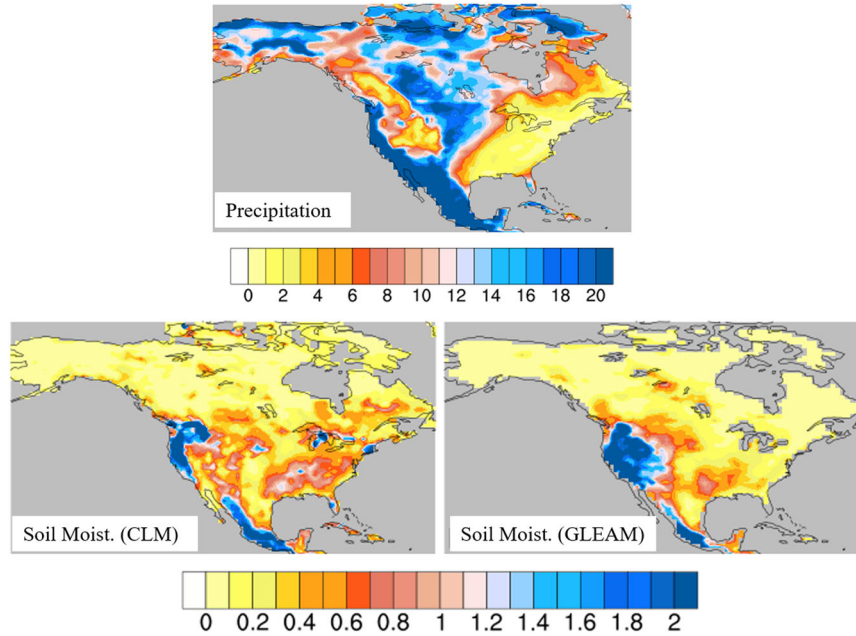 Precipitation
0 2 4 6 8 10 12 14 16 18 20
Soil Moist. (CLM)
Soil Moist. (GLEAM)
0 0.2 0.4 0.6 0.8 1 1.2 1.4 1.6 1.8 2